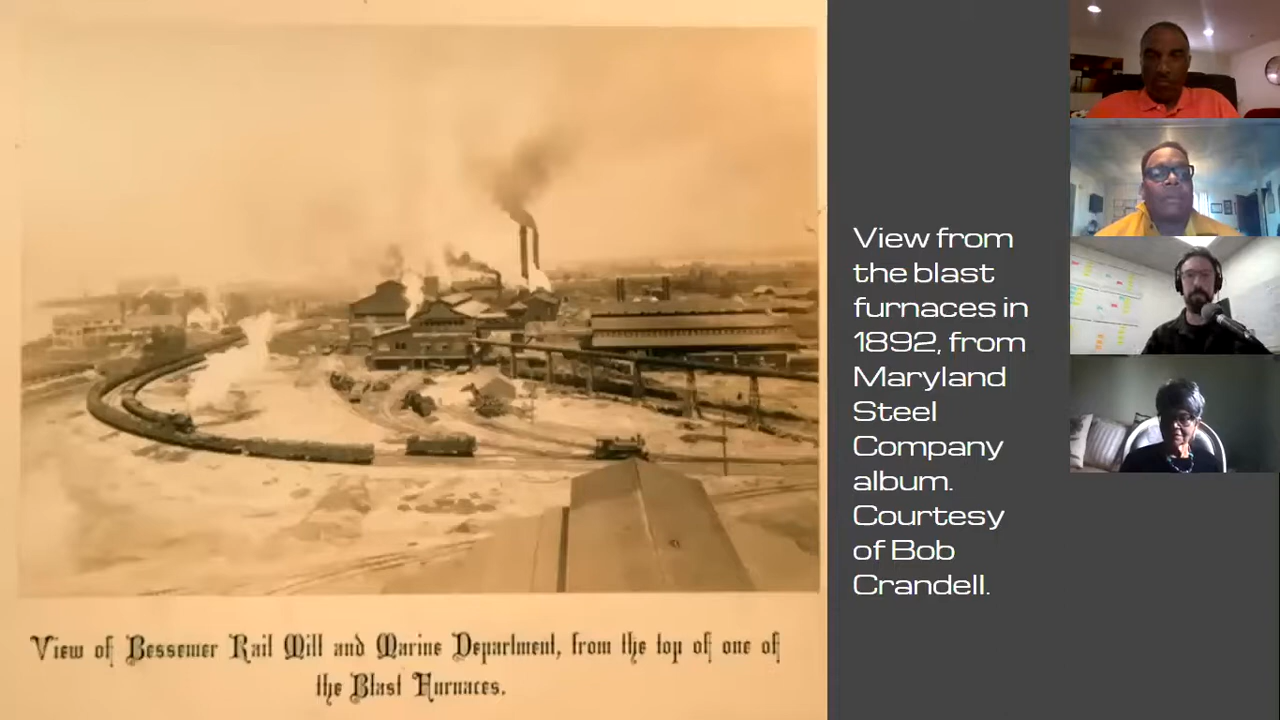 View of Bessemer Rail Mill and Marine Department, from the top of one of
the Blast Furnaces.
View from
the blast
furnaces in
1892, from
Maryland
Steel
Company
album.
Courtesy
of Bob
Crandell.